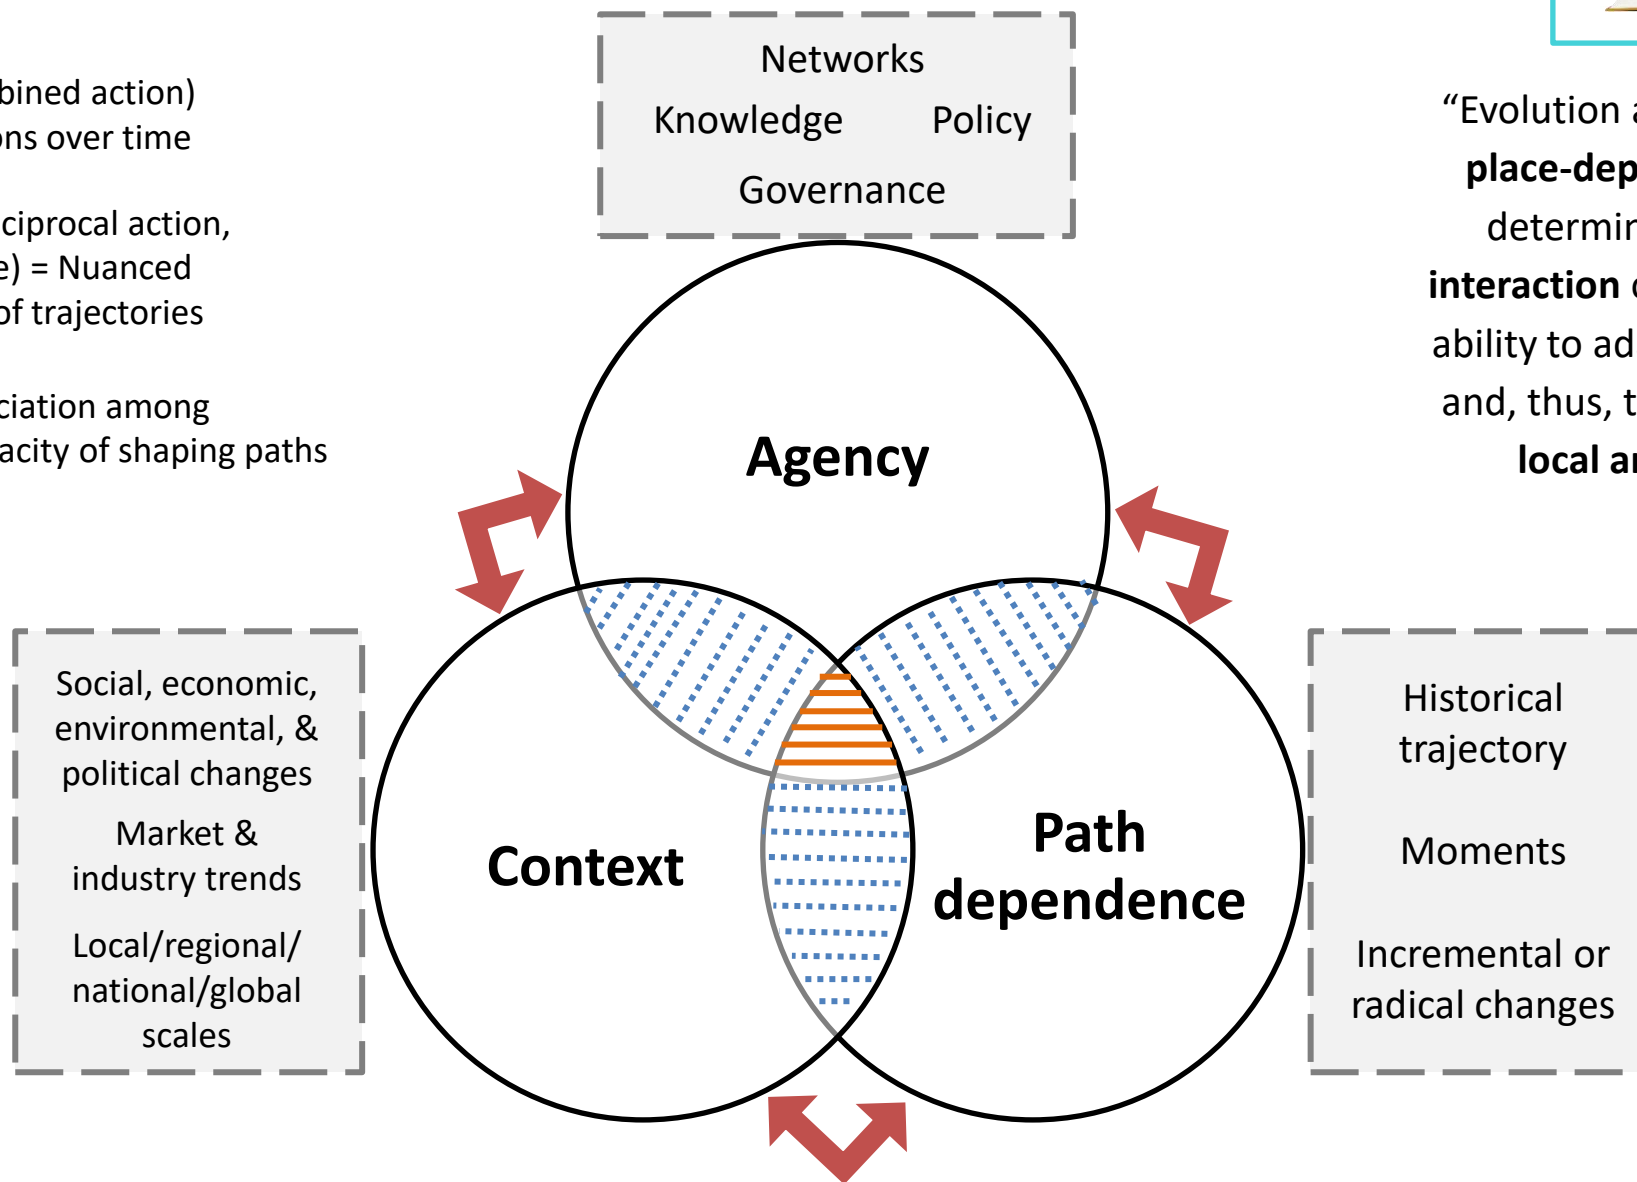 bined action)
ons over time
ciprocal action,
e) = Nuanced
of trajectories
ciation among
acity of shaping paths
Networks
Knowledge Policy
Governance
“Evolution a
place-dep
determin
interaction
ability to ad
and, thus, t
local ar
Agency
Social, economic,
environmental, &
political changes
Market &
industry trends
Local/regional/
national/global
scales
Context
Path
dependence
Historical
trajectory
Moments
Incremental or
radical changes